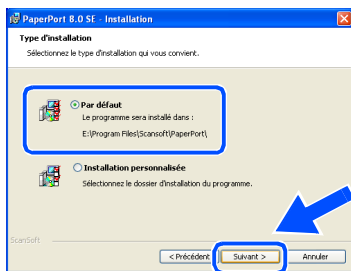 PaperPort 8.0 SE - Installation
Type d'installation
Sélectionnez le type d'installation qui vous convient.
Par défaut
Le programme sera installé dans :
E:\Program Files\Scansoft\PaperPort\
Installation personnalisée
Sélectionnez le dossier d'installation du programme.
ScanSoft
< Précédent Suivant > Annuler